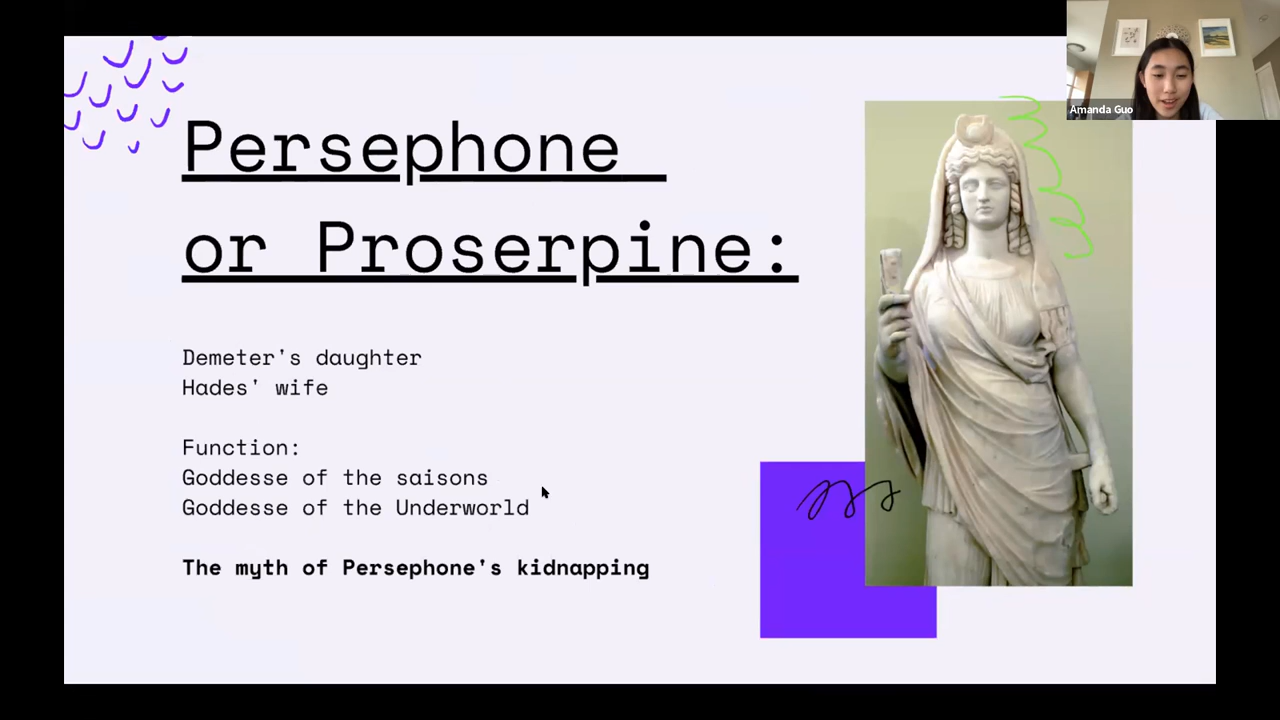 Amanda Guo
Persephone
or Proserpine:
Demeter's daughter
Hades' wife
Function:
Goddesse of the saisons
Goddesse of the Underworld
The myth of Persephone's kidnapping